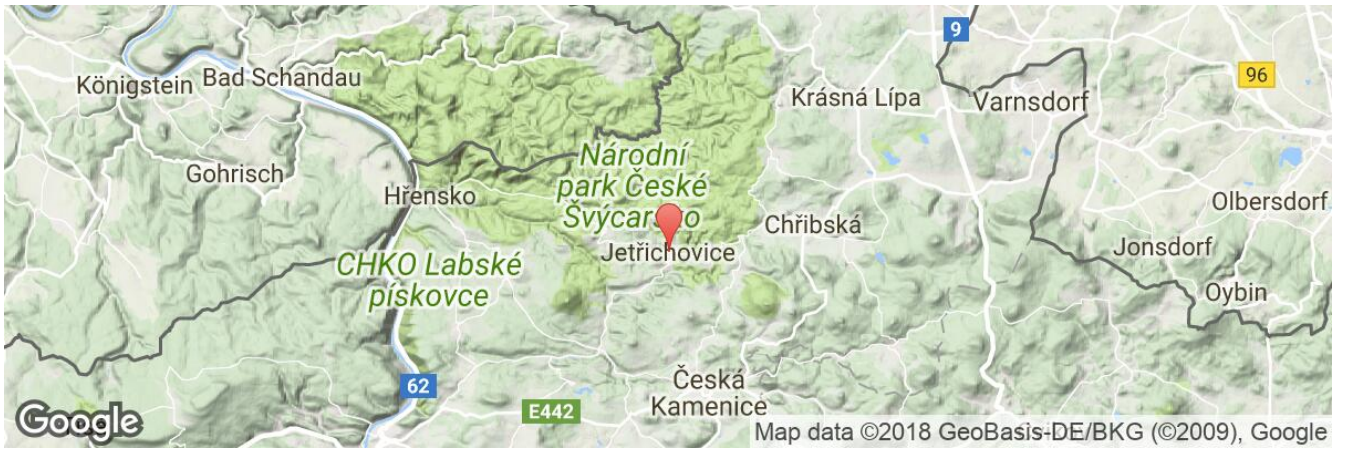 9
96
Königstein
Bad Schandau
Krásná Lípa
Varnsdorf
Národní
park České
Švýcarsko
Gohrisch
Hřensko
Olbersdorf
Chřibská
Jetřichovice
Jonsdorf
CHKO Labské
pískovce
Oybin
62
Česká
Kamenice
E442
Google
Map data ©2018 GeoBasis-DE/BKG (©2009), Google